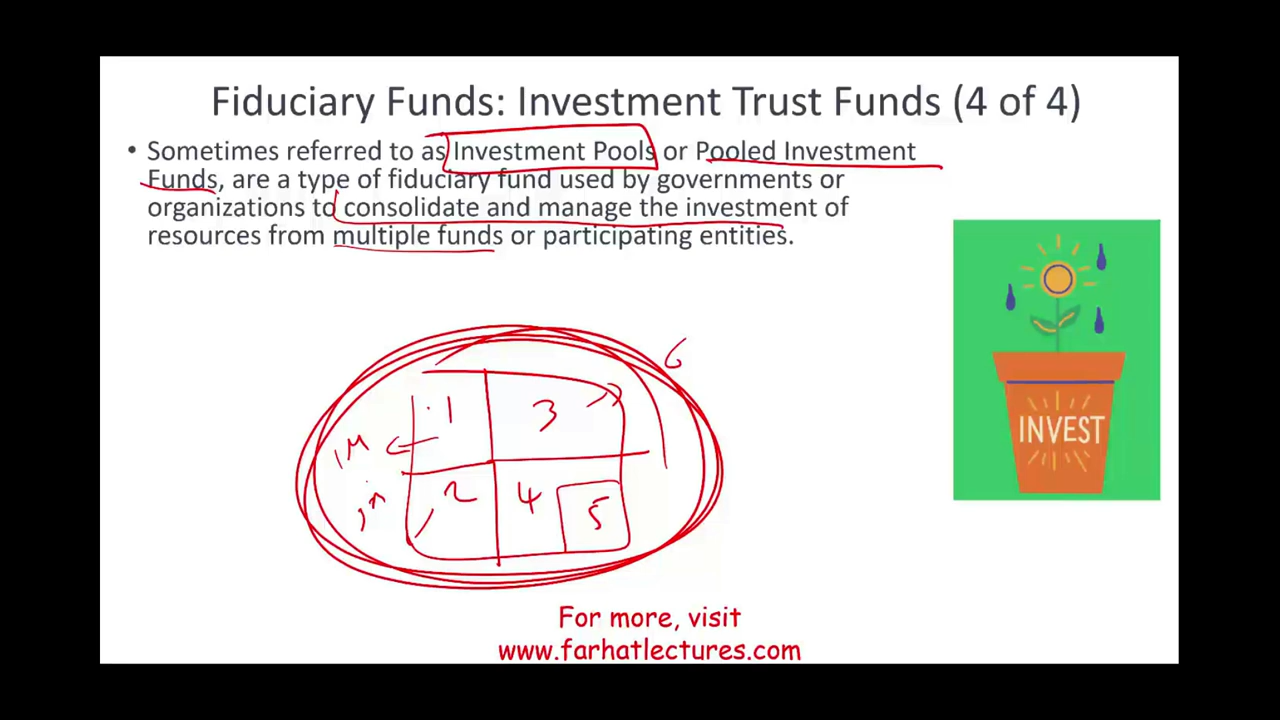 Fiduciary Funds: Investment Trust Funds (4 of 4)
• Sometimes referred to as Investment Pools or Pooled Investment
Funds, are a type of fiduciary fund used by governments or
organizations to consolidate and manage the investment of
resources from multiple funds or participating entities.
6
1 3
2 4 5
INVEST
For more, visit
www.farhatlectures.com